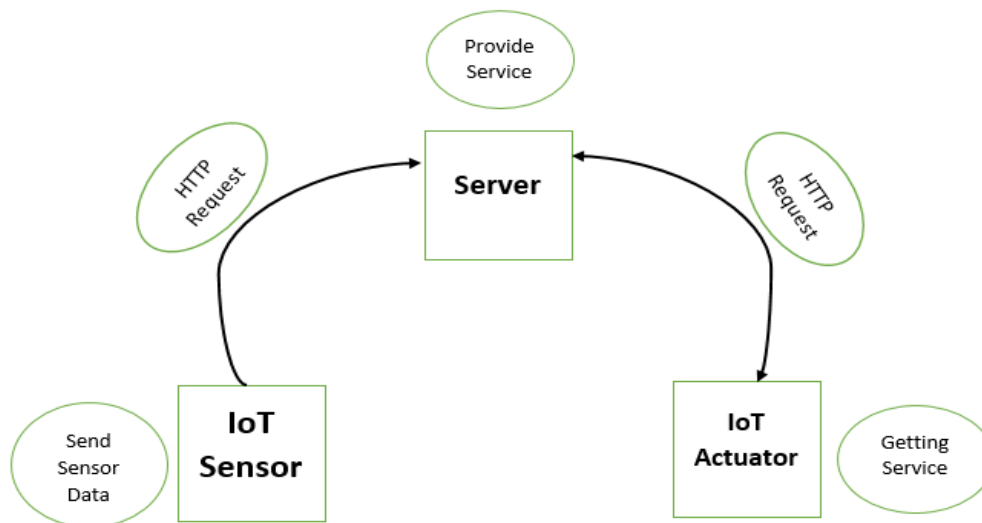 Provide
Service
HTTP
Request
Server
HTTP
Request
IoT
Sensor
Send
Sensor
Data
IoT
Actuator
Getting
Service